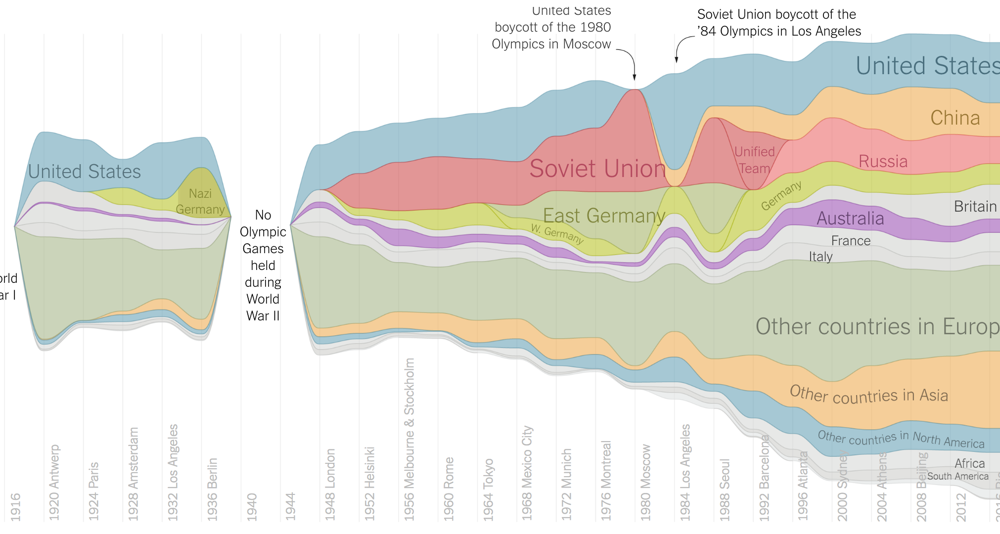 United States
boycott of the 1980
Olympics in Moscow
Soviet Union boycott of the
’84 Olympics in Los Angeles
United States
China
Unified
Team
Russia
Soviet Union
United States
Nazi
Germany
Germany
East Germany
W. Germany
Britain
Australia
France
Italy
No
Olympic
Games
held
during
World
War II
Other countries in Europ
Other countries in Asia
Other countries in North America
Africa
South America
1916
1920 Antwerp
1924 Paris
1928 Amsterdam
1932 Los Angeles
1936 Berlin
1940
1944
1948 London
1952 Helsinki
1956 Melbourne & Stockholm
1960 Rome
1964 Tokyo
1968 Mexico City
1972 Munich
1976 Montreal
1980 Moscow
1984 Los Angeles
1988 Seoul
1992 Barcelona
1996 Atlanta
2000 Sydney
2004 Athens
2008 Beijing
2012